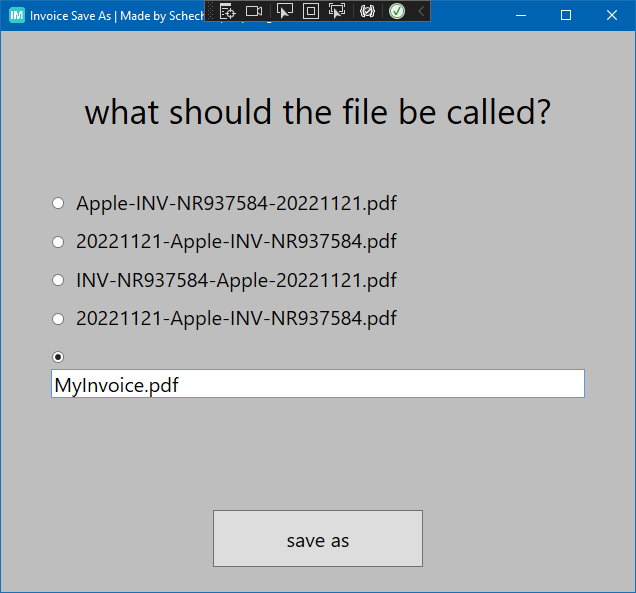 IM Invoice Save As | Made by Schech
what should the file be called?
Apple-INV-NR937584-20221121.pdf
20221121-Apple-INV-NR937584.pdf
INV-NR937584-Apple-20221121.pdf
20221121-Apple-INV-NR937584.pdf
MyInvoice.pdf
save as